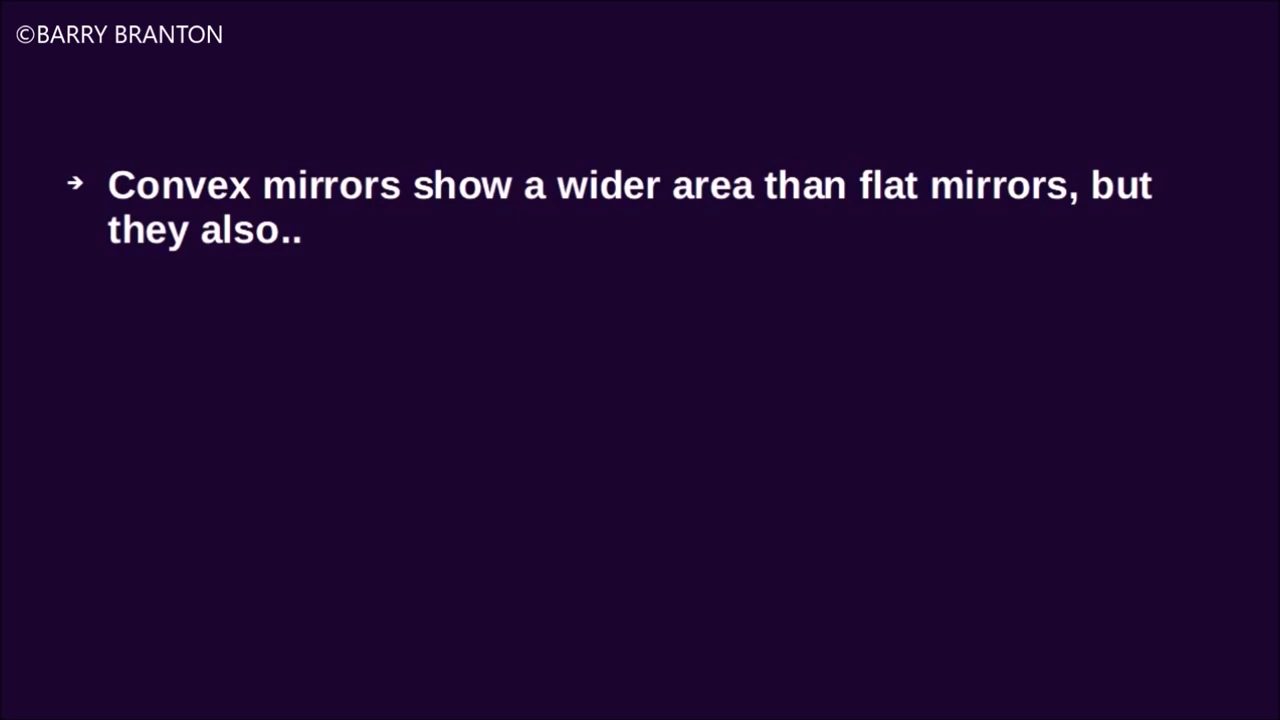 ©BARRY BRANTON
➔ Convex mirrors show a wider area than flat mirrors, but
they also..